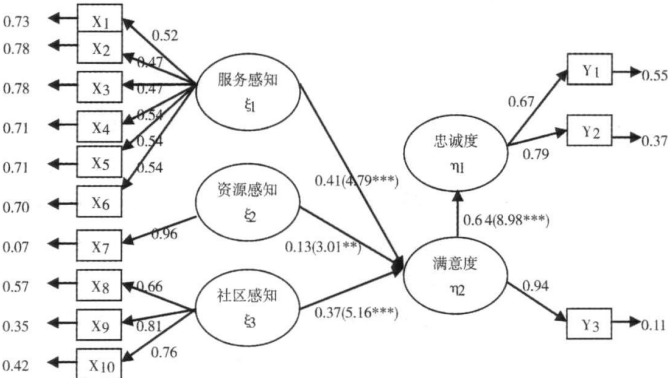 0.73 X1
0.52
0.78 X2
0.47
0.78 X3 0.47
0.71 X4 0.54
0.71 X5 0.54
0.70 X6 0.54
服务感知
ξ1
0.41(4.79***)
资源感知
ξ2
0.07 X7 0.96
0.13(3.01**)
0.57 X8 0.66
0.35 X9 0.81
0.42 X10 0.76
社区感知
ξ3
0.37(5.16***)
忠诚度
η1
0.64(8.98***)
满意度
η2
0.67
Y1 0.55
0.79
Y2 0.37
0.94
Y3 0.11